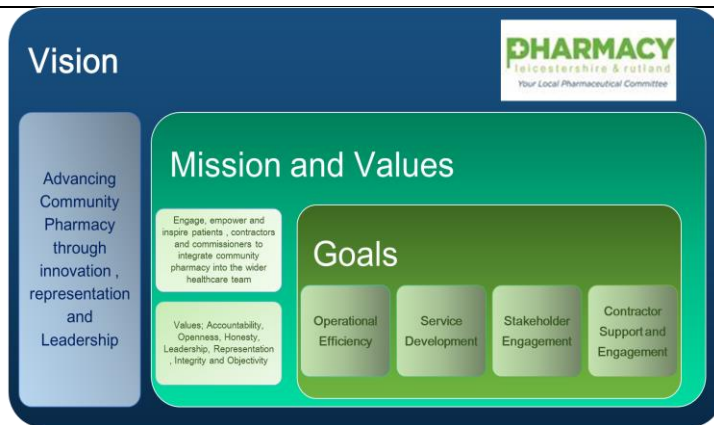 Vision
PHARMACY
leicestershire & rutland
Your Local Pharmaceutical Committee
Advancing
Community
Pharmacy
through
innovation ,
representation
and
Leadership
Mission and Values
Engage, empower and
inspire patients , contractors
and commissioners to
integrate community
pharmacy into the wider
healthcare team
Values; Accountability,
Openness, Honesty,
Leadership, Representation
, Integrity and Objectivity
Goals
Operational
Efficiency
Service
Development
Stakeholder
Engagement
Contractor
Support and
Engagement